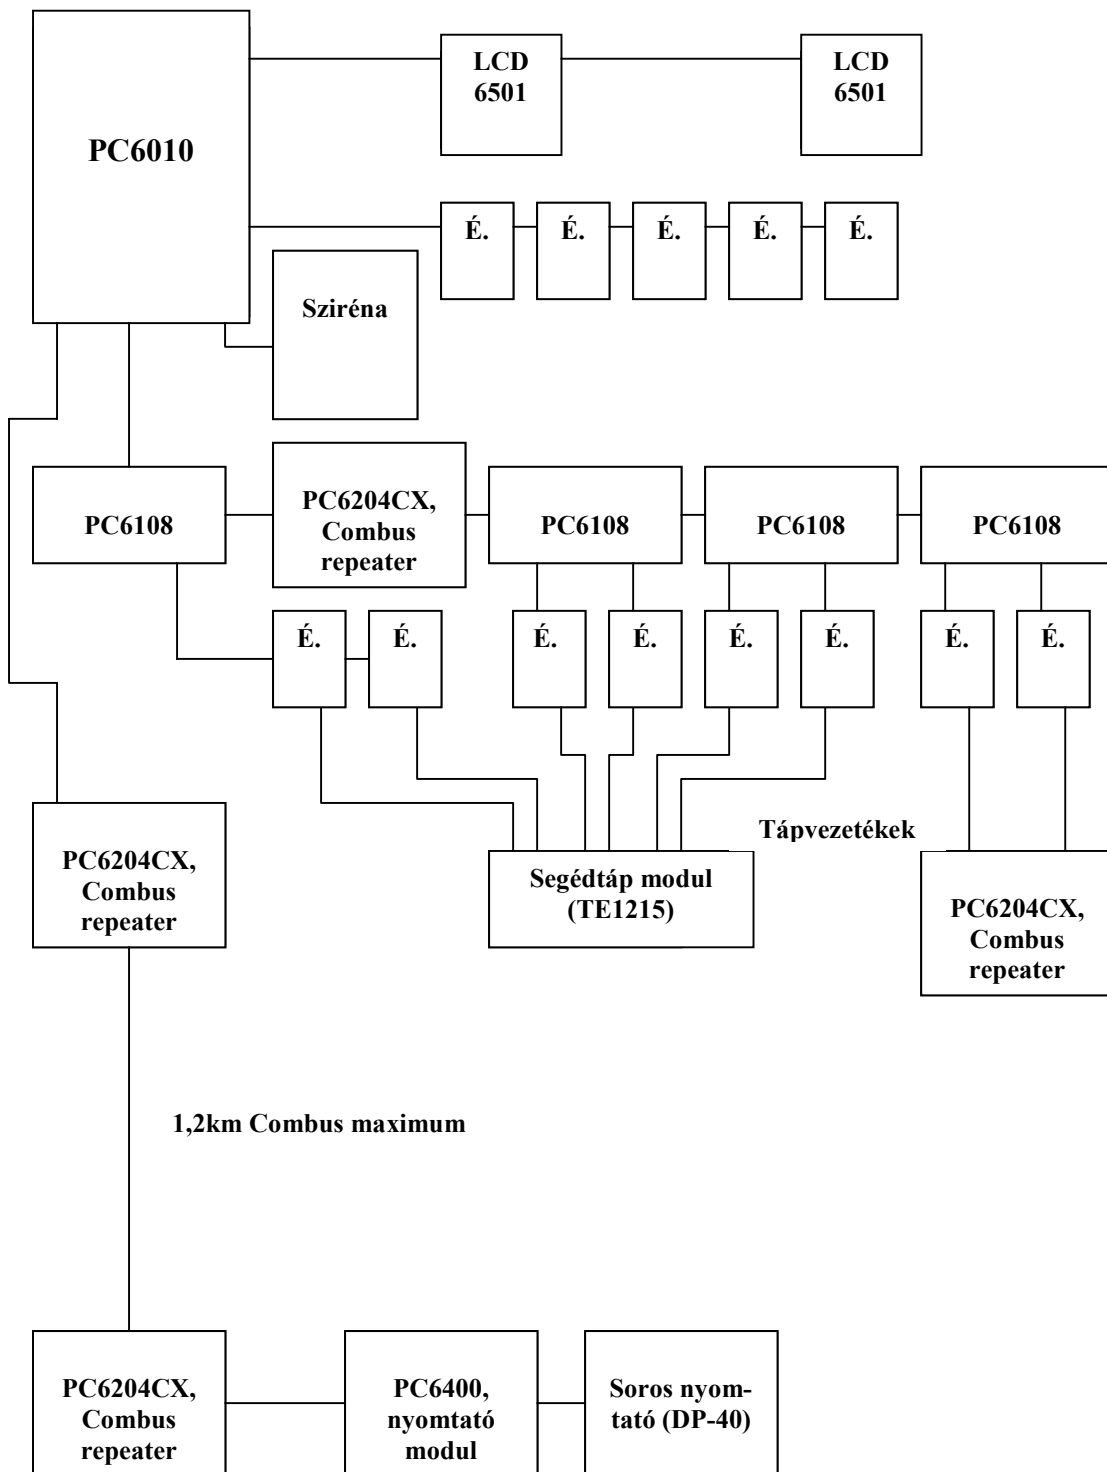 LCD
6501
LCD
6501
PC6010
É.
É.
É.
É.
É.
Sziréna
PC6108
PC6204CX,
Combus
repeater
PC6108
PC6108
PC6108
É.
É.
É.
É.
É.
É.
É.
É.
Tápvezetékek
PC6204CX,
Combus
repeater
Segédtáp modul
(TE1215)
PC6204CX,
Combus
repeater
1,2km Combus maximum
PC6204CX,
Combus
repeater
PC6400,
nyomtató
modul
Soros nyom-
tató (DP-40)